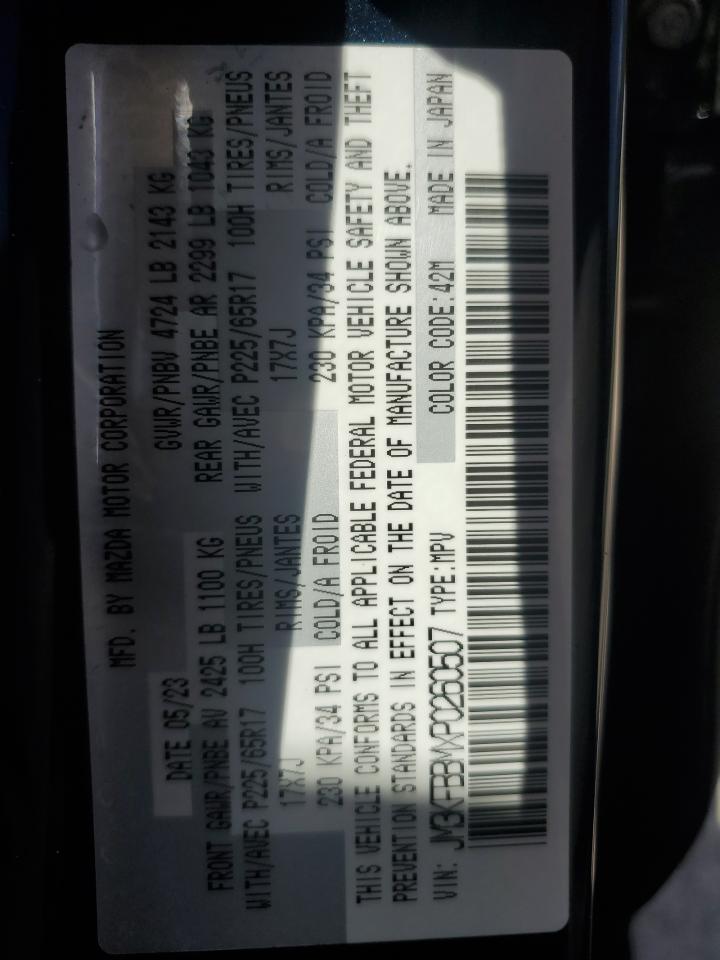 MFD. BY MAZDA MOTOR CORPORATION
DATE 05/23 GVWR/PNBV 4724 LB 2143 KG
FRONT GAWR/PNBE AV 2425 LB 1100 KG REAR GAWR/PNBE AR 2299 LB 1043 KG
WITH/AVEC P225/65R17 100H TIRES/PNEUS WITH/AVEC P225/65R17 100H TIRES/PNEUS
17X7J RIMS/JANTES 17X7J RIMS/JANTES
230 KPA/34 PSI COLD/A FROID 230 KPA/34 PSI COLD/A FROID
THIS VEHICLE CONFORMS TO ALL APPLICABLE FEDERAL MOTOR VEHICLE SAFETY AND THEFT
PREVENTION STANDARDS IN EFFECT ON THE DATE OF MANUFACTURE SHOWN ABOVE.
VIN: JM3KFBBMXP0260507 TYPE:MPV COLOR CODE:42M MADE IN JAPAN